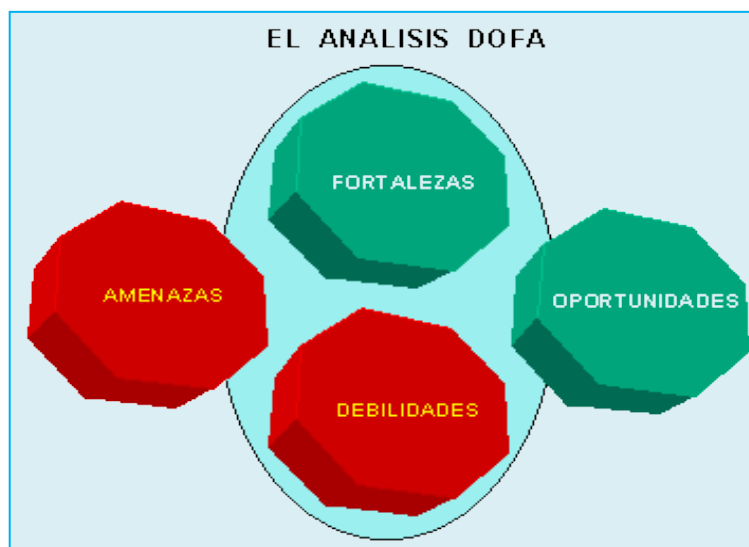 EL ANALISIS DOFA
FORTALEZAS
AMENAZAS
OPORTUNIDADES
DEBILIDADES